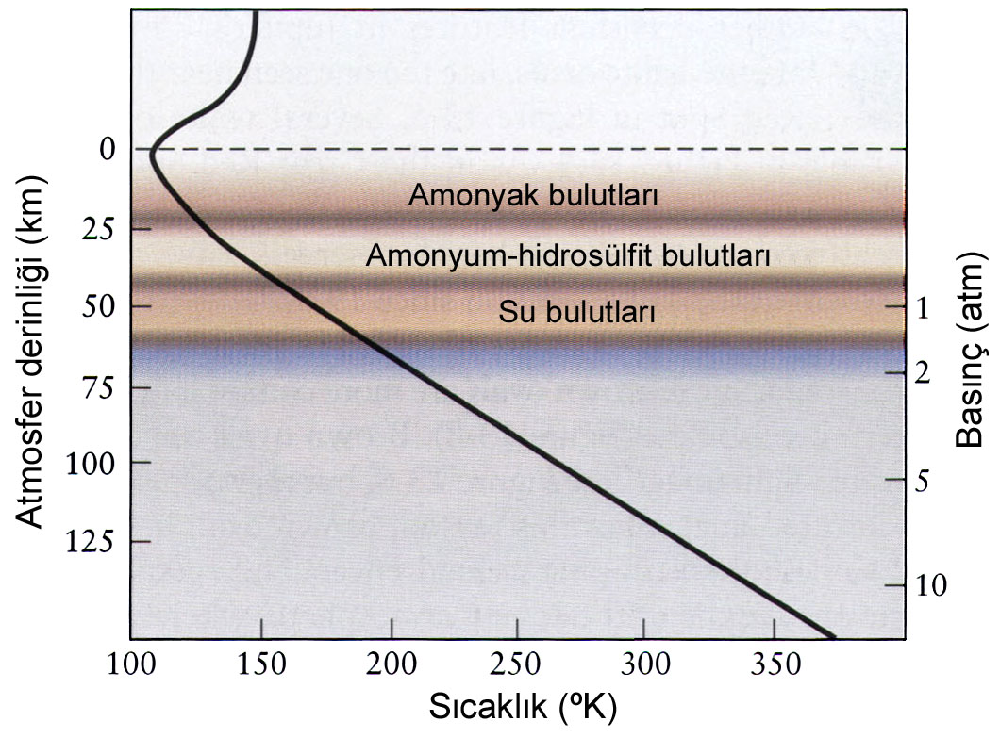 Atmosfer derinliği (km)
0
25
50
75
100
125
Amonyak bulutları
Amonyum-hidrosülfit bulutları
Su bulutları
1
2
5
10
Basınç (atm)
100 150 200 250 300 350
Sıcaklık (ºK)